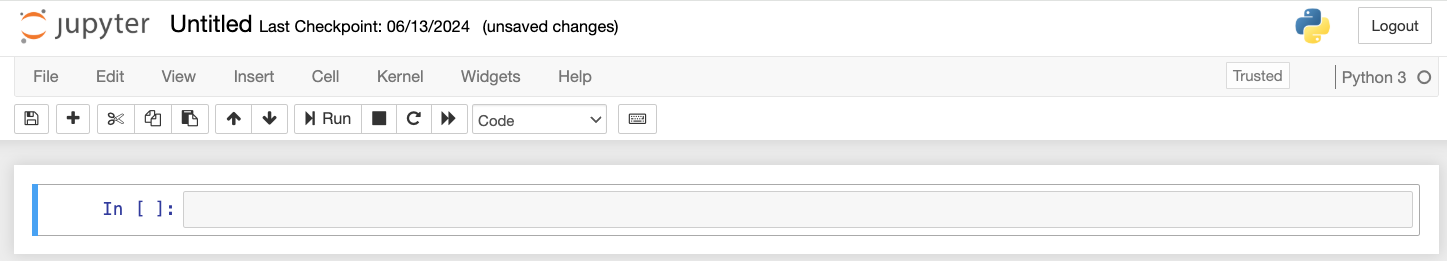 jupyter Untitled Last Checkpoint: 06/13/2024 (unsaved changes) Logout
File Edit View Insert Cell Kernel Widgets Help Trusted Python 3
Run Code
In [ ]: